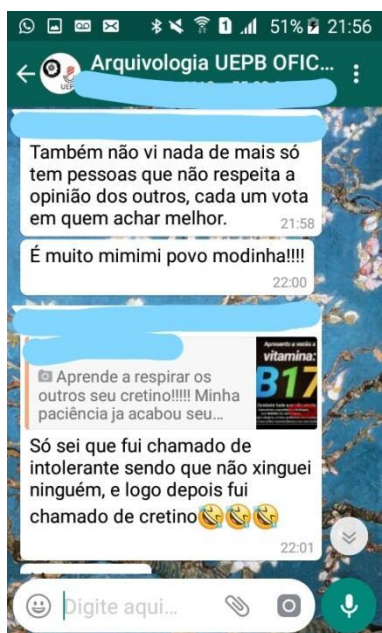 51% 21:56
Arquivologia UEPB OFIC...
Também não vi nada de mais só
tem pessoas que não respeita a
opinião dos outros, cada um vota
em quem achar melhor. 21:58
É muito mimimi povo modinha!!!!
22:00
Aprende a respirar os
outros seu cretino!!!!! Minha
paciência ja acabou seu...
Apresento a vocês a
vitamina:
B17
Só sei que fui chamado de
intolerante sendo que não xinguei
ninguém, e logo depois fui
chamado de cretino🤣🤣🤣
22:01
Digite aqui...